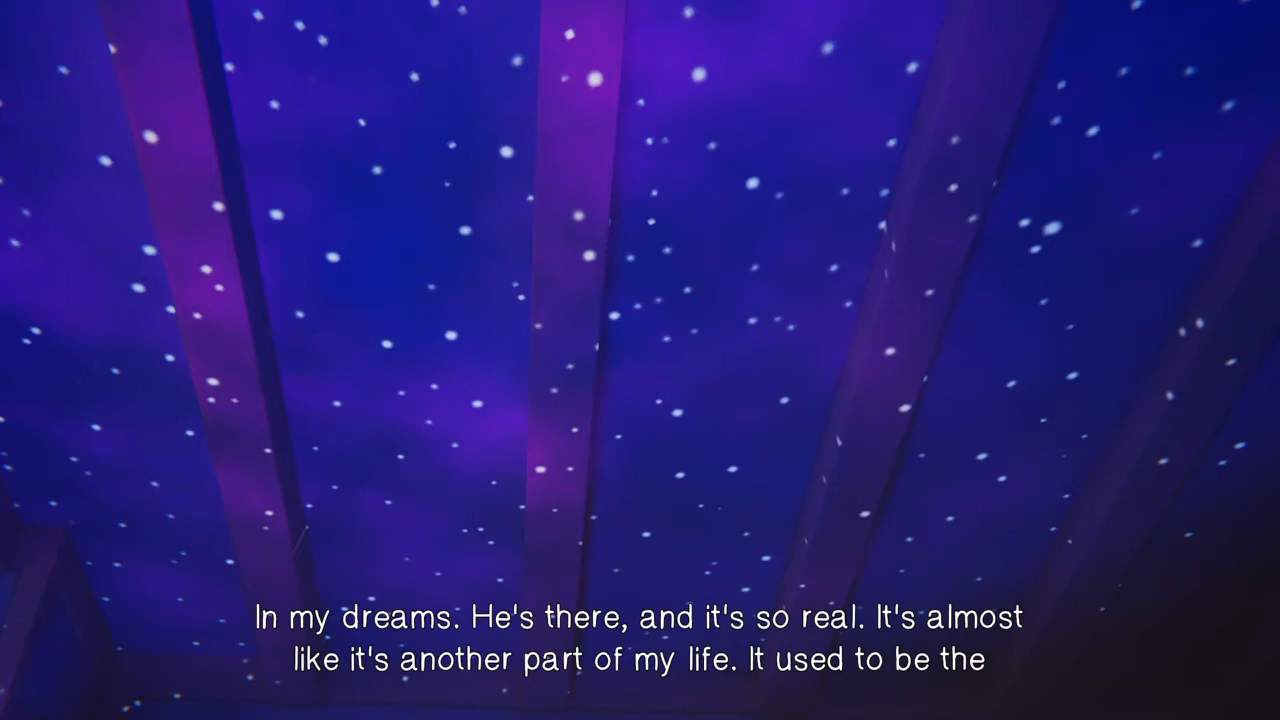 In my dreams. He's there, and it's so real. It's almost
like it's another part of my life. It used to be the